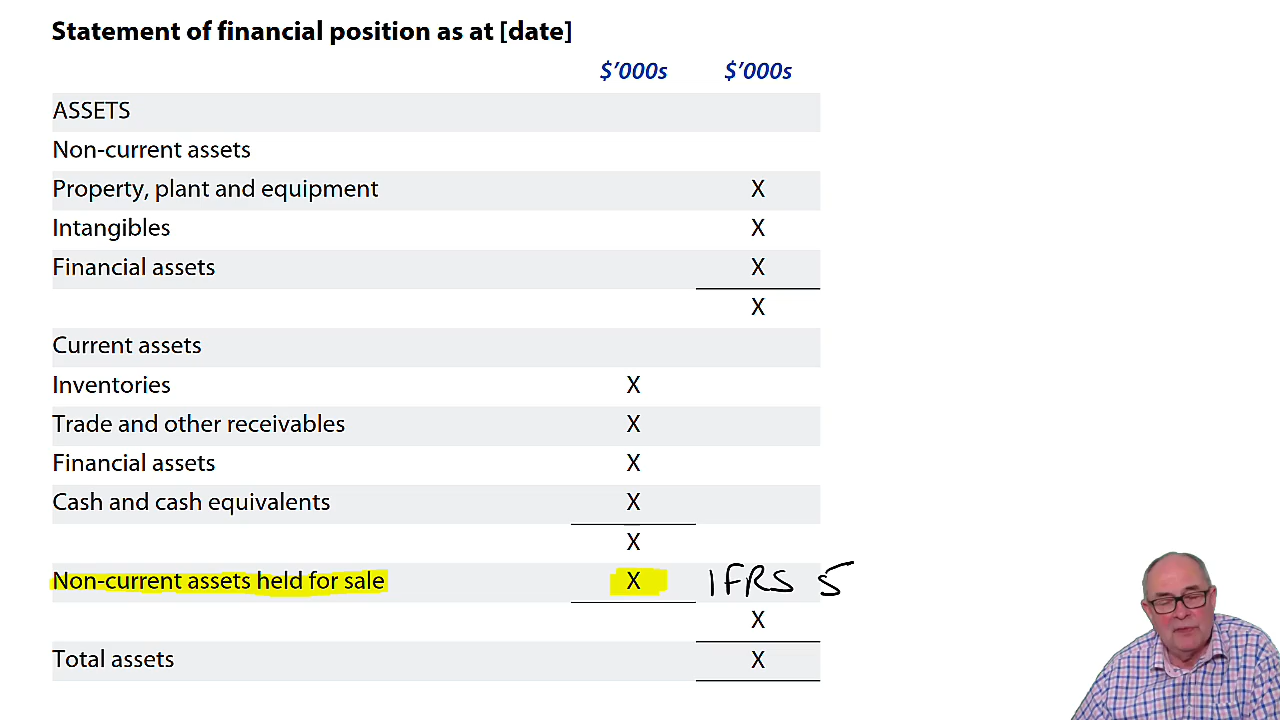 Statement of financial position as at [date]
$'000s $'000s
ASSETS
Non-current assets
Property, plant and equipment X
Intangibles X
Financial assets X
X
Current assets
Inventories X
Trade and other receivables X
Financial assets X
Cash and cash equivalents X
X
Non-current assets held for sale X IFRS 5
X
Total assets X